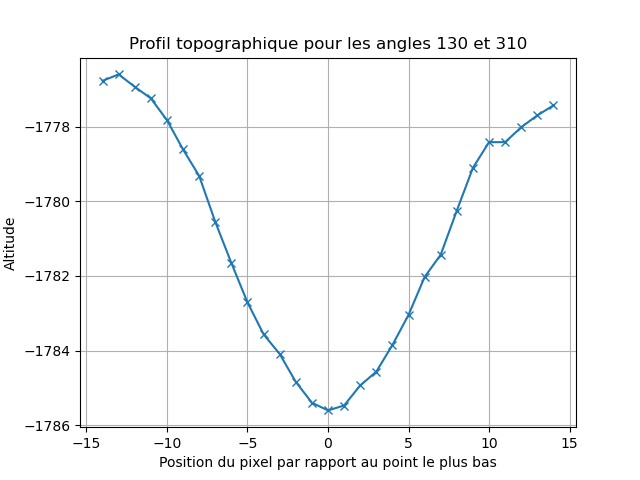 Profil topographique pour les angles 130 et 310
Altitude
−1778
−1780
−1782
−1784
−1786
−15 −10 −5 0 5 10 15
Position du pixel par rapport au point le plus bas